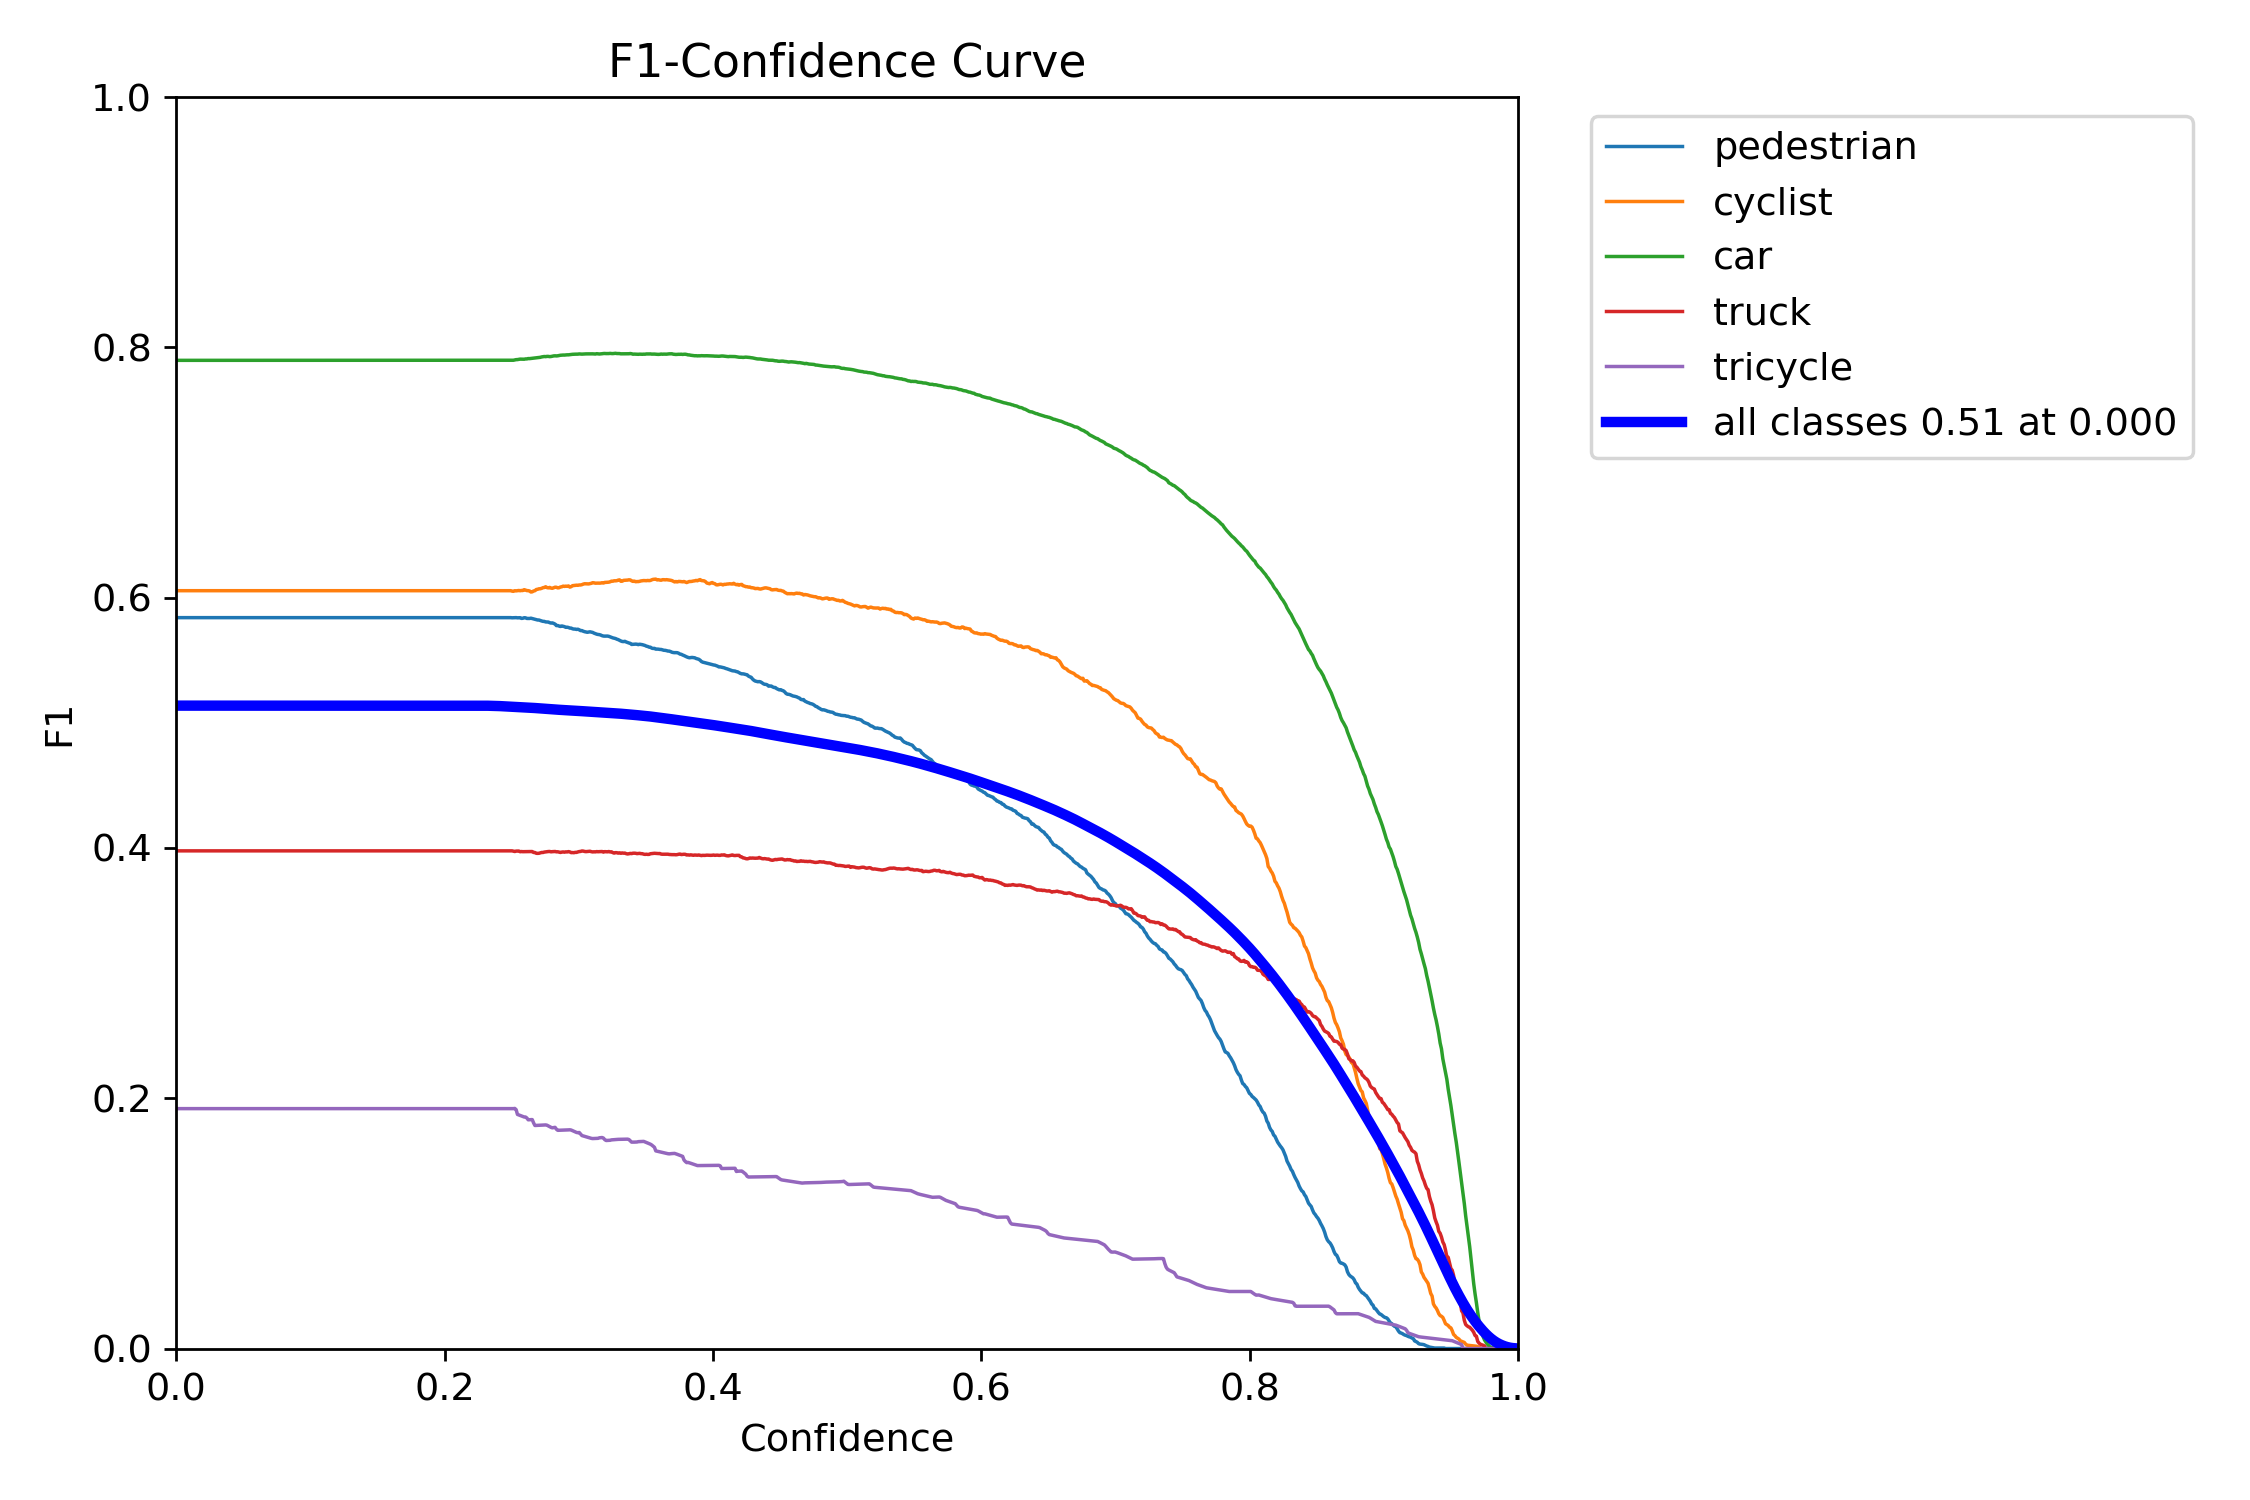 F1-Confidence Curve
1.0
0.8
0.6
0.4
0.2
0.0
F1
0.0 0.2 0.4 0.6 0.8 1.0
Confidence
pedestrian
cyclist
car
truck
tricycle
all classes 0.51 at 0.000